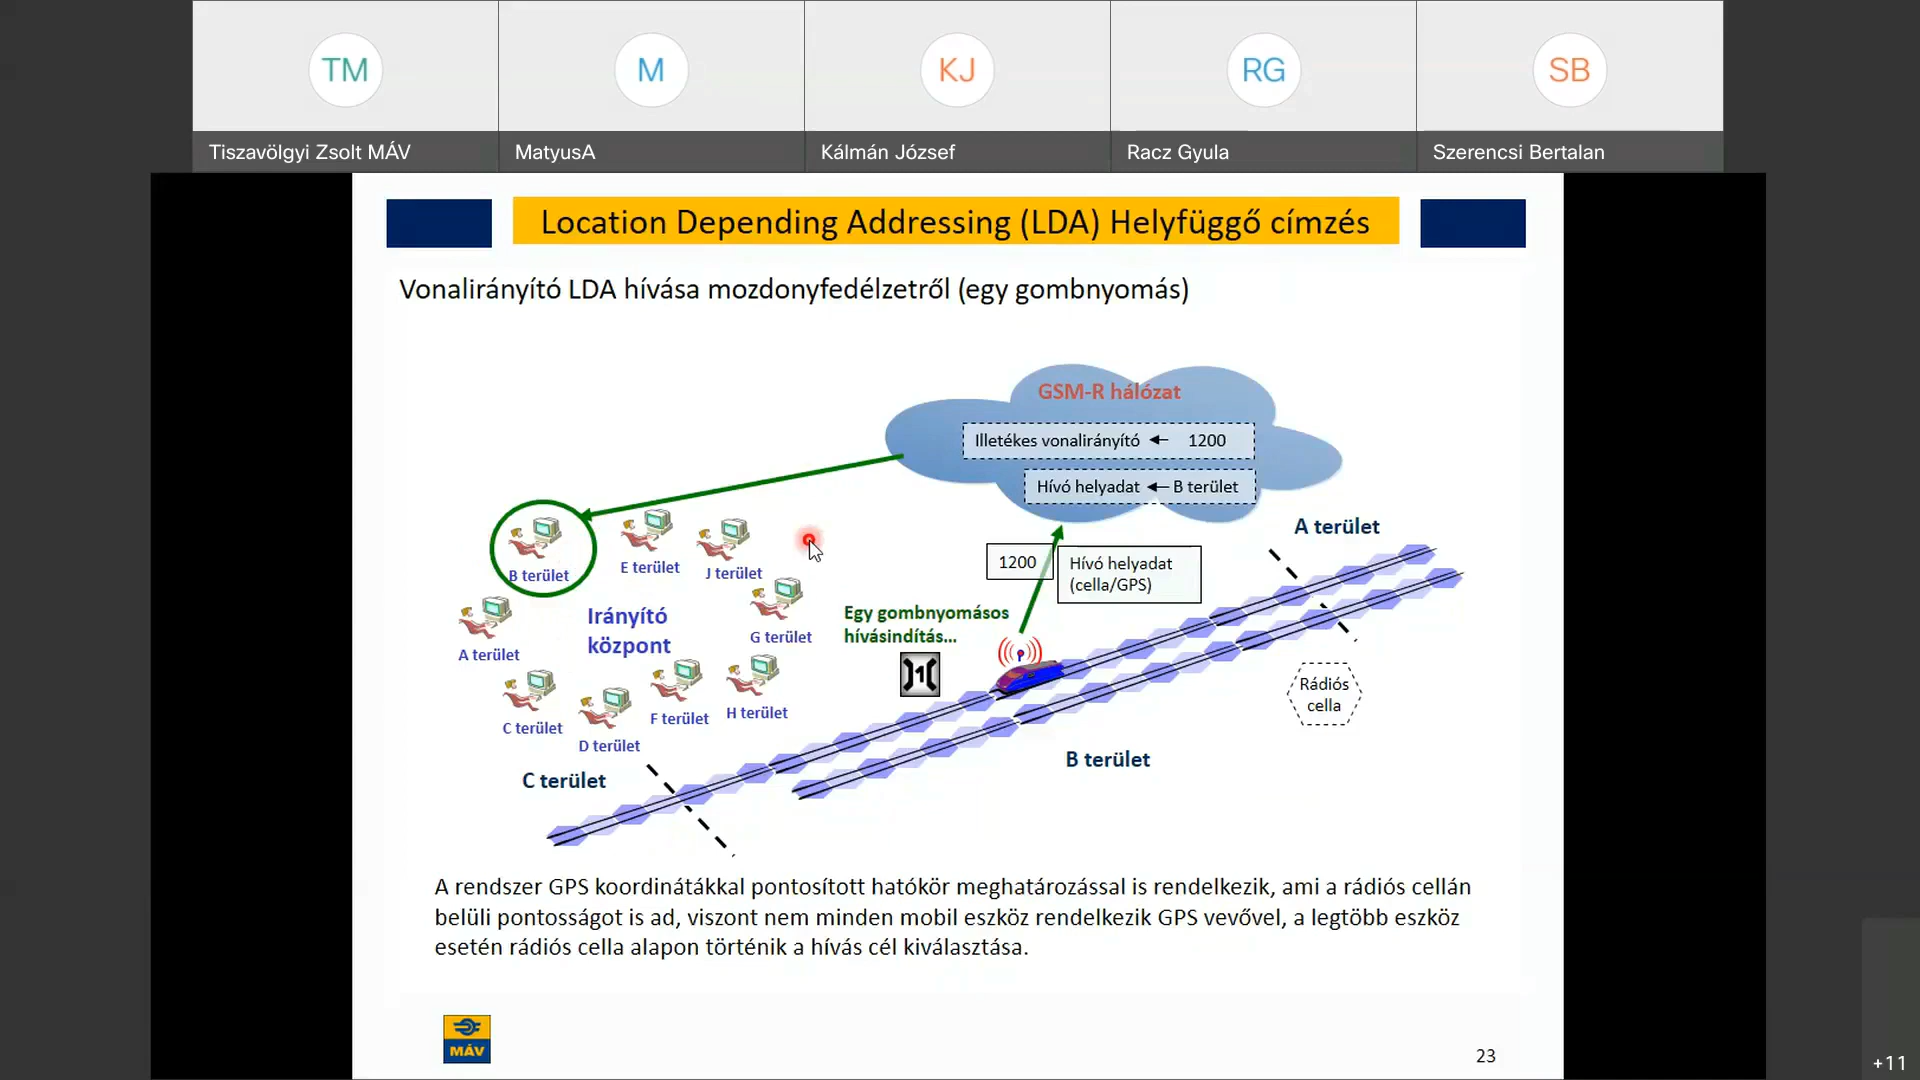 TM
M
KJ
RG
SB
Tiszavölgyi Zsolt MÁV
MatyusA
Kálmán József
Racz Gyula
Szerencsi Bertalan
Location Depending Addressing (LDA) Helyfüggő címzés
Vonalirányító LDA hívása mozdonyfedélzetről (egy gombnyomás)
GSM-R hálózat
Illetékes vonalirányító ← 1200
Hívó helyadat ← B terület
A terület
1200
Hívó helyadat
(cella/GPS)
B terület
E terület
J terület
Irányító
központ
G terület
A terület
Egy gombnyomásos
hívásindítás...
1
C terület
D terület
F terület
H terület
Rádiós
cella
B terület
C terület
A rendszer GPS koordinátákkal pontosított hatókör meghatározással is rendelkezik, ami a rádiós cellán
belüli pontosságot is ad, viszont nem minden mobil eszköz rendelkezik GPS vevővel, a legtöbb eszköz
esetén rádiós cella alapon történik a hívás cél kiválasztása.
MÁV
23
+11